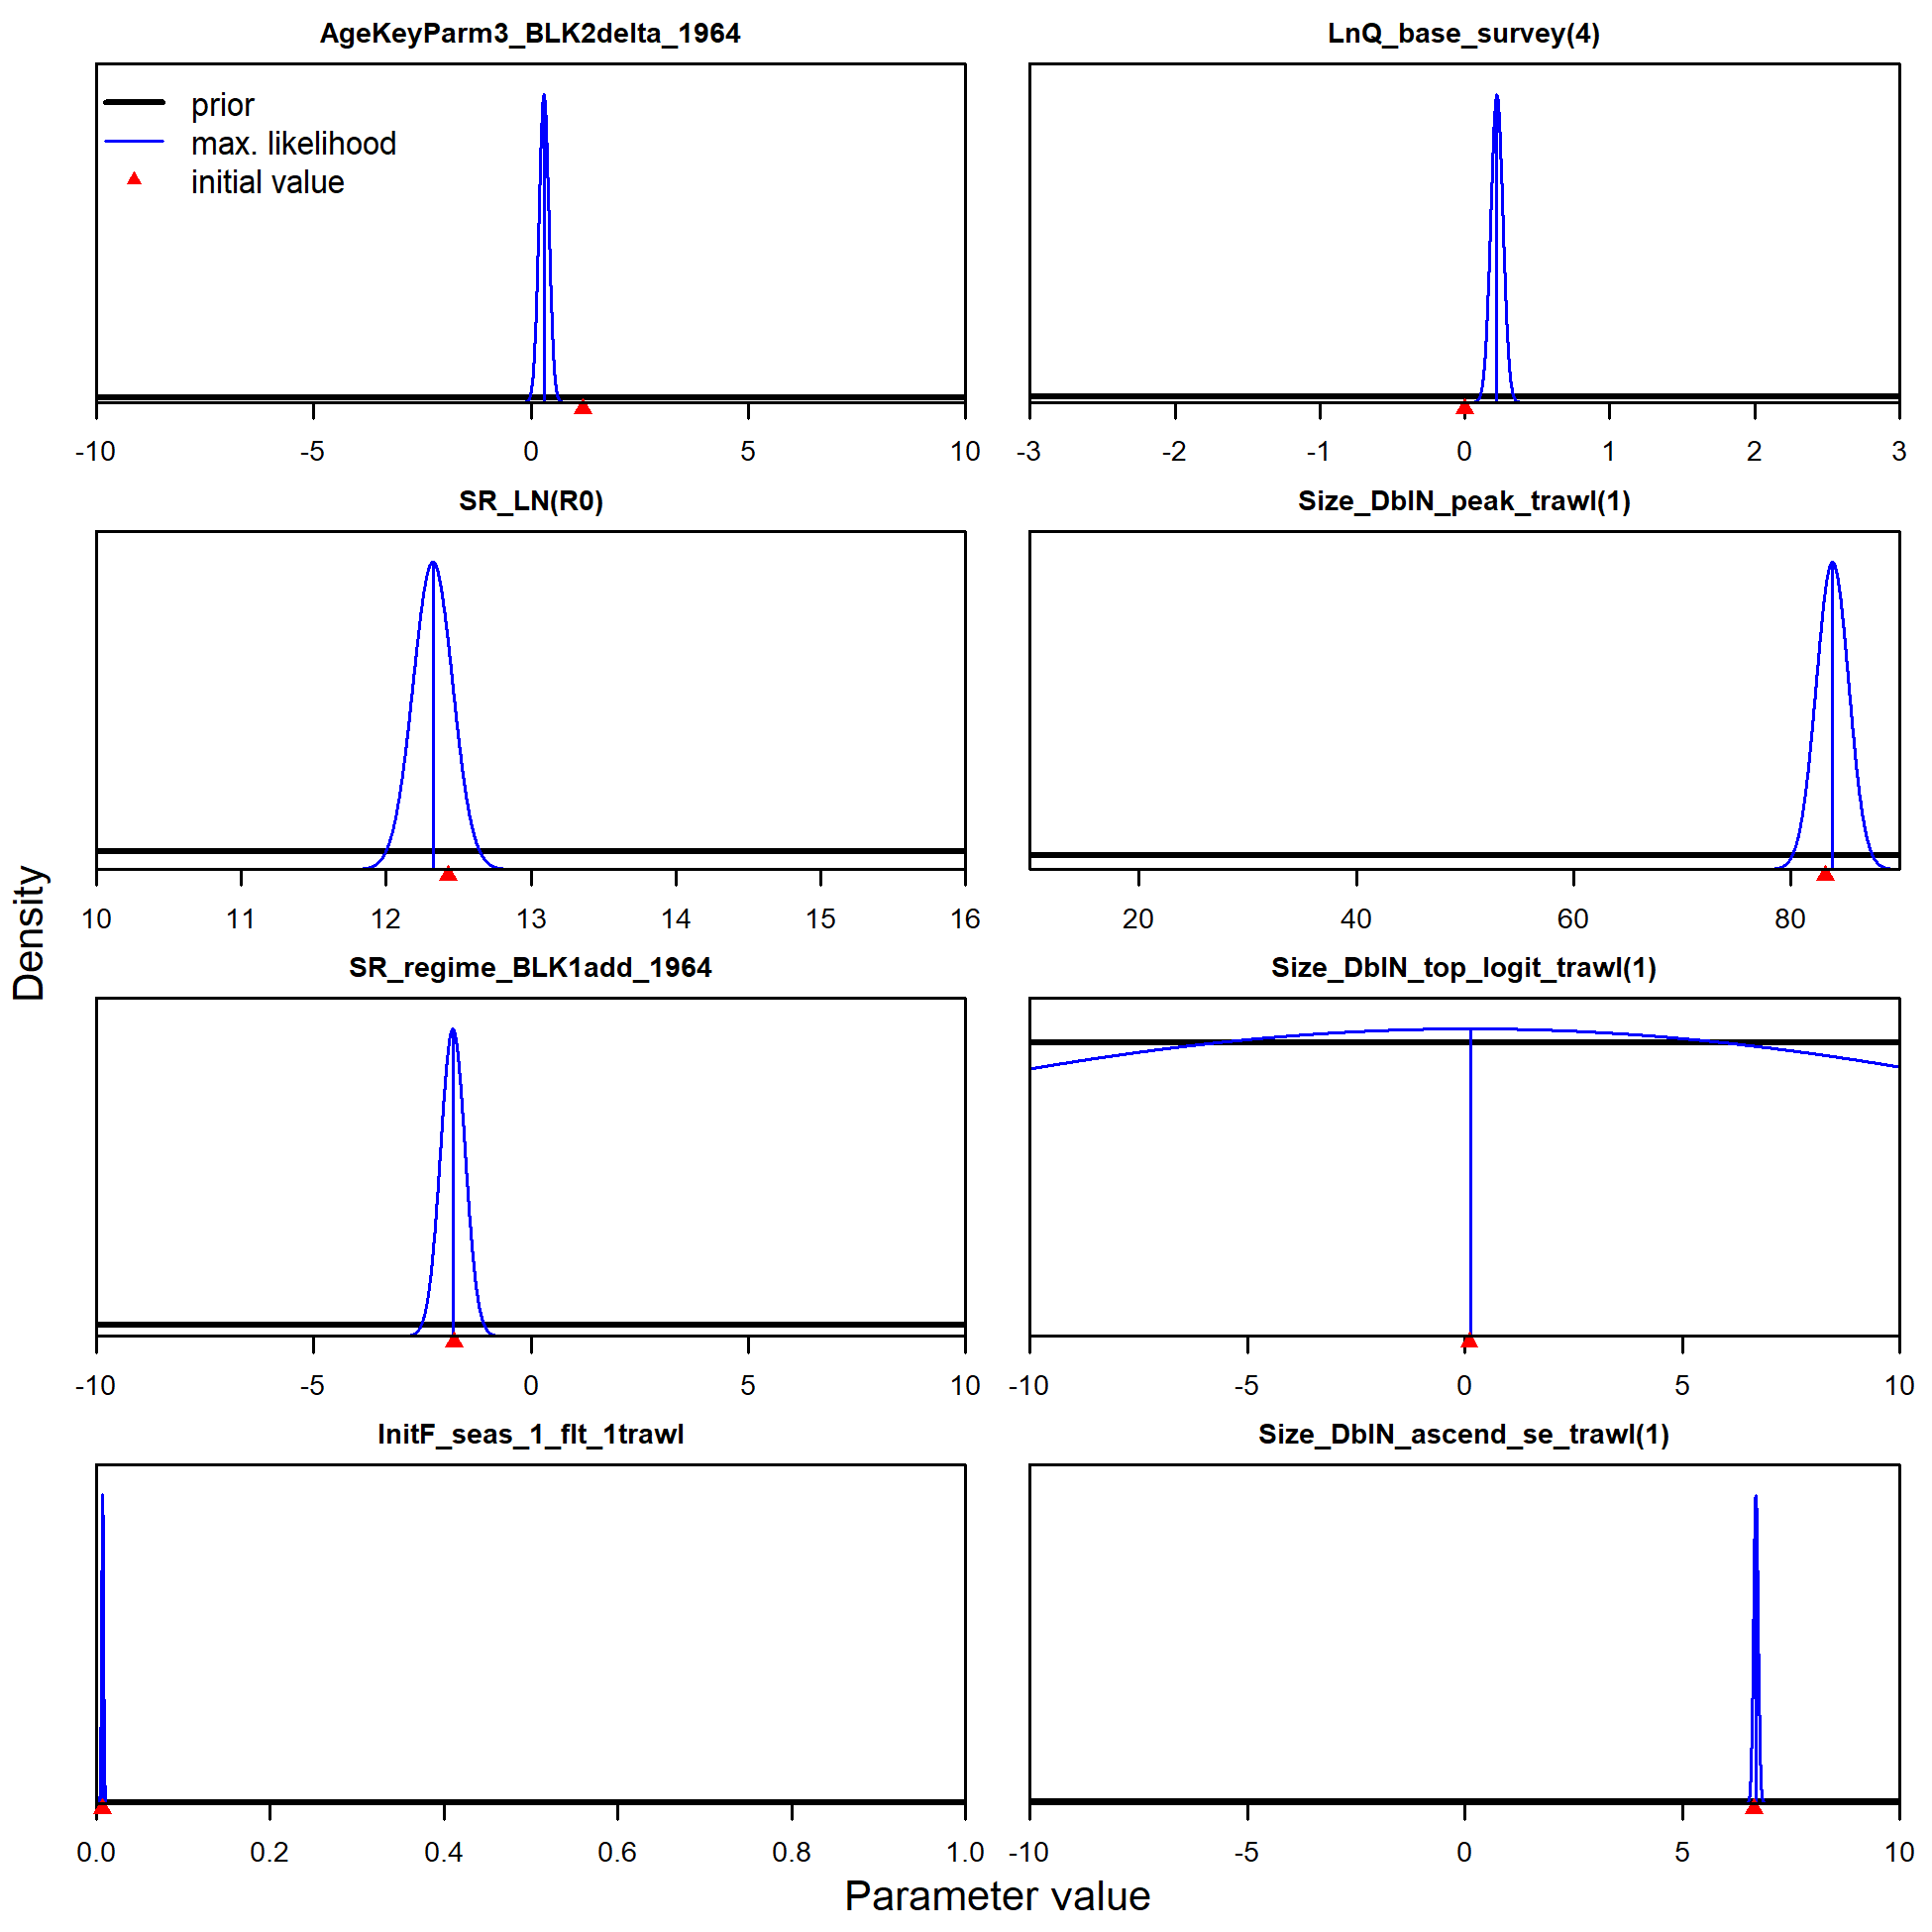 AgeKeyParm3_BLK2delta_1964
prior
max. likelihood
initial value
-10 -5 0 5 10
LnQ_base_survey(4)
-3 -2 -1 0 1 2 3
SR_LN(R0)
10 11 12 13 14 15 16
Size_DblN_peak_trawl(1)
20 40 60 80
SR_regime_BLK1add_1964
-10 -5 0 5 10
Size_DblN_top_logit_trawl(1)
-10 -5 0 5 10
InitF_seas_1_flt_1trawl
0.0 0.2 0.4 0.6 0.8 1.0
Size_DblN_ascend_se_trawl(1)
-10 -5 0 5 10
Density
Parameter value